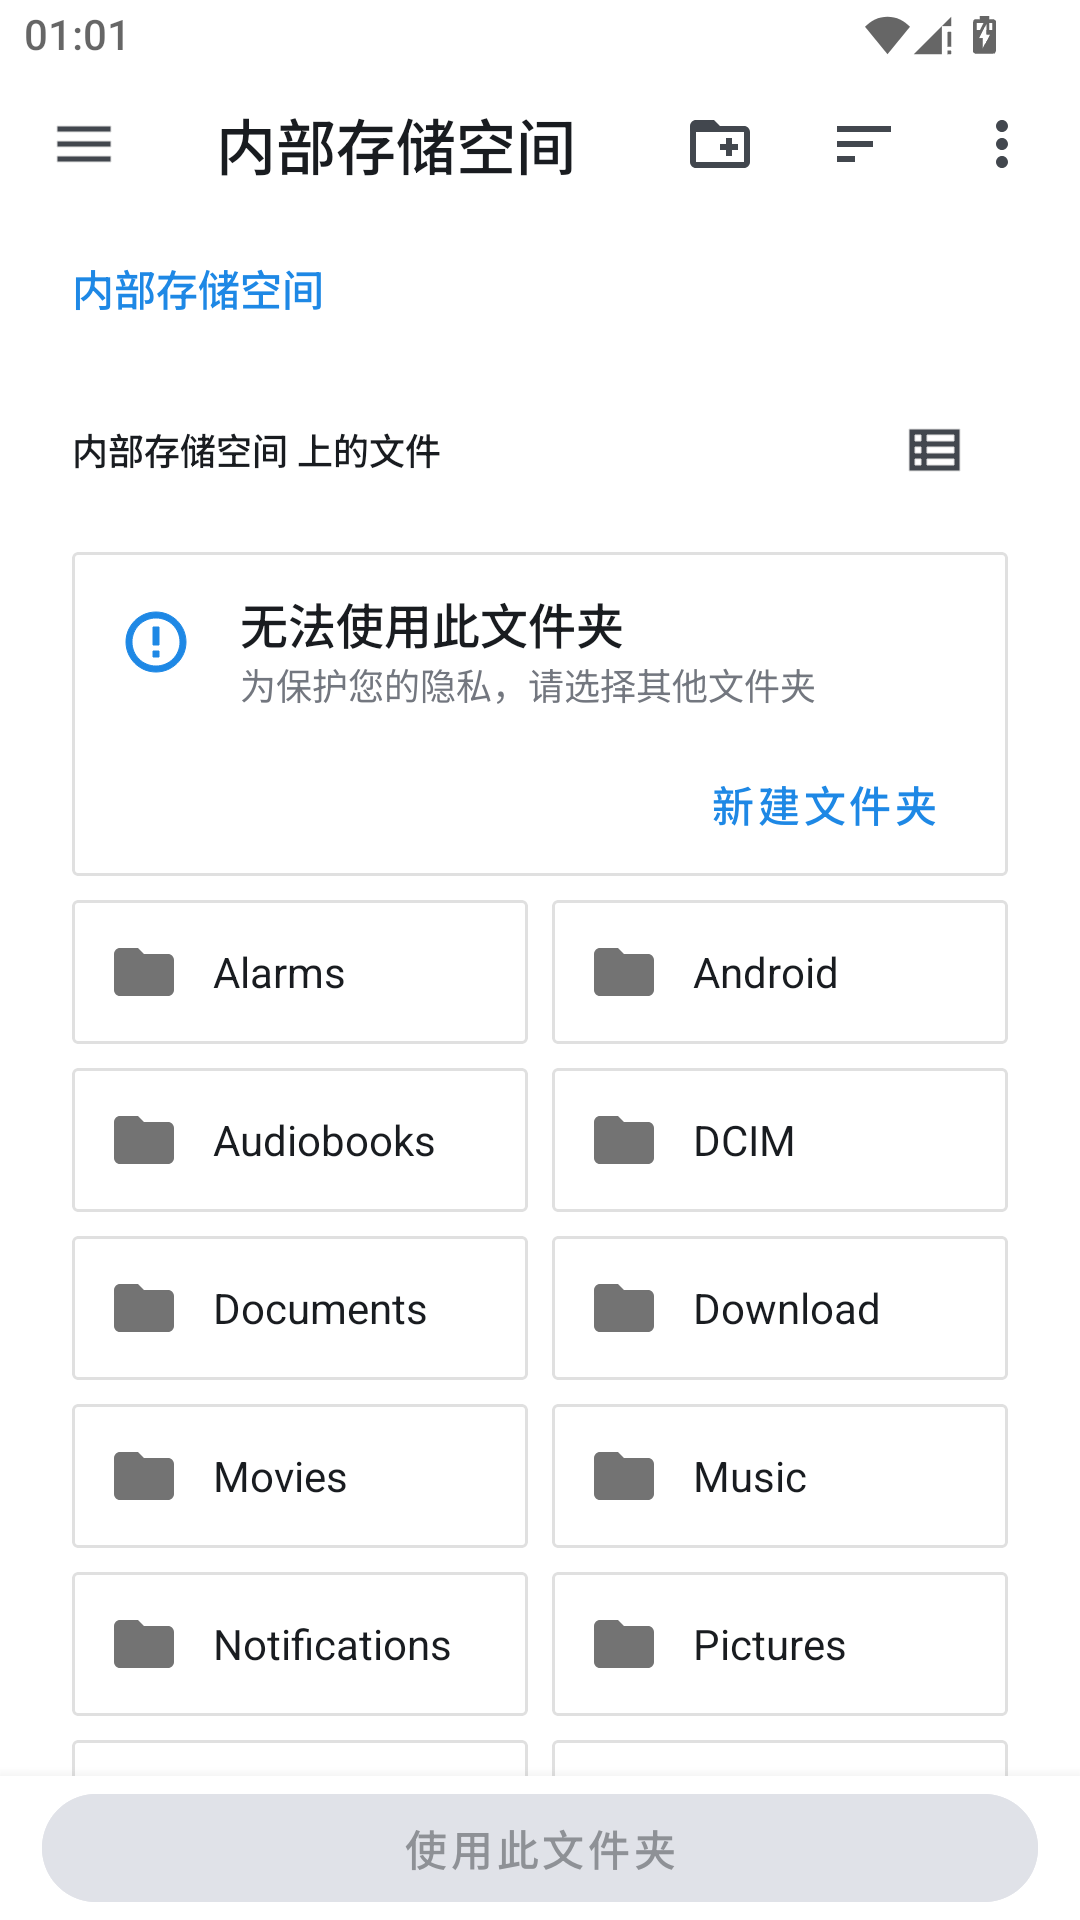 01:01
内部存储空间
内部存储空间
内部存储空间 上的文件
无法使用此文件夹
为保护您的隐私，请选择其他文件夹
新建文件夹
Alarms
Android
Audiobooks
DCIM
Documents
Download
Movies
Music
Notifications
Pictures
使用此文件夹